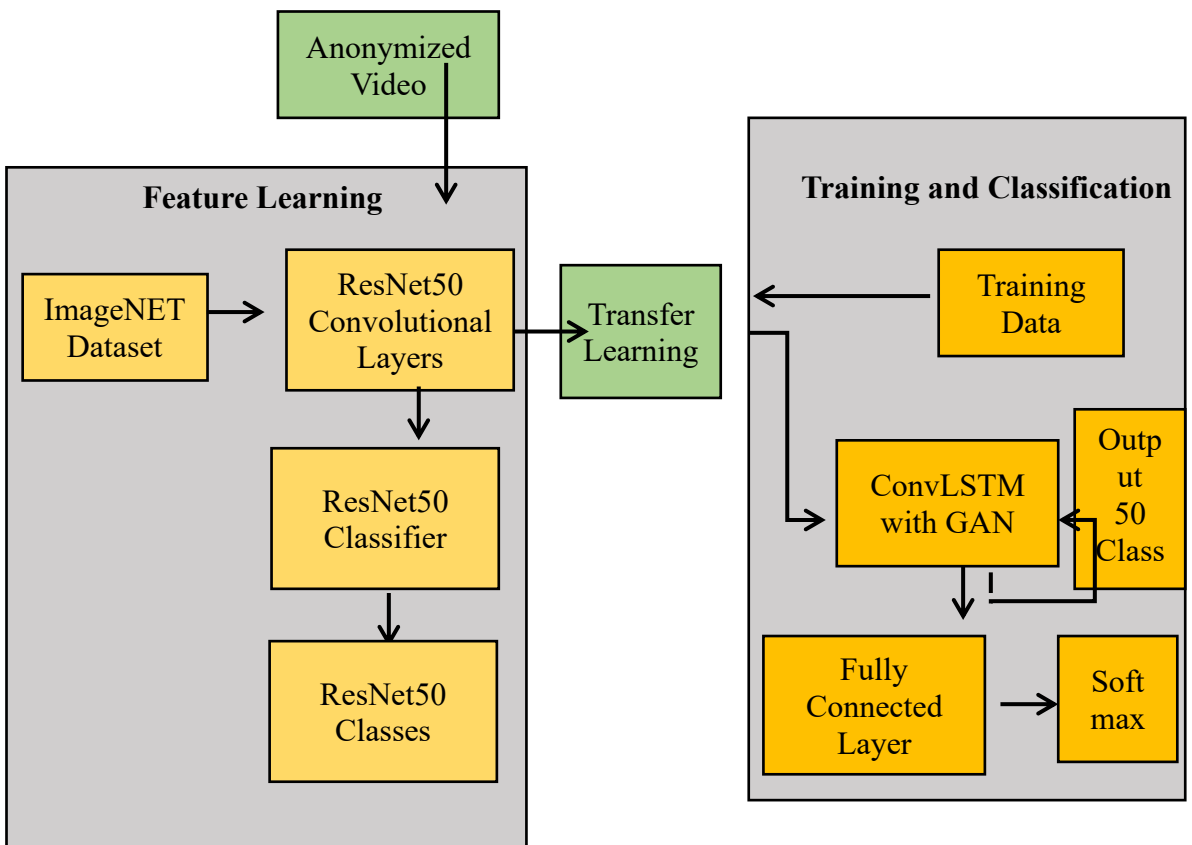 Anonymized
Video
Feature Learning
ImageNET
Dataset
ResNet50
Convolutional
Layers
ResNet50
Classifier
ResNet50
Classes
Transfer
Learning
Training and Classification
Training
Data
ConvLSTM
with GAN
Outp
ut
50
Class
Fully
Connected
Layer
Soft
max